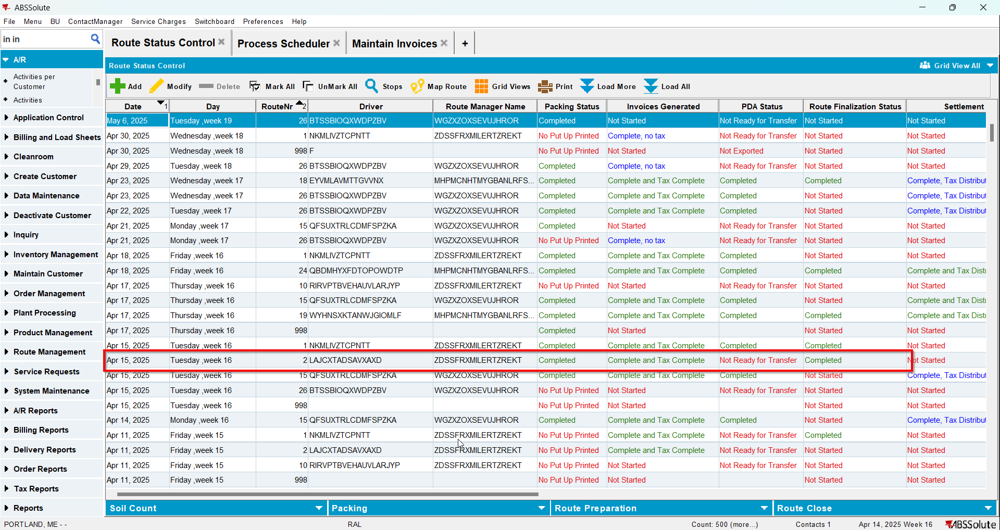 ABSSolute
File Menu BU ContactManager Service Charges Switchboard Preferences Help
in in
Route Status Control Process Scheduler Maintain Invoices +
A/R
Activities per
Customer
Activities
Application Control
Billing and Load Sheets
Cleanroom
Create Customer
Data Maintenance
Deactivate Customer
Inquiry
Inventory Management
Maintain Customer
Order Management
Plant Processing
Product Management
Route Management
Service Requests
System Maintenance
A/R Reports
Billing Reports
Delivery Reports
Order Reports
Tax Reports
Reports
Route Status Control Grid View All
Add Modify Delete Mark All UnMark All Stops Map Route Grid Views Print Load More Load All
Date 1 Day RouteNr 2 Driver Route Manager Name Packing Status Invoices Generated PDA Status Route Finalization Status Settlement
May 6, 2025 Tuesday ,week 19 26 BTSSBIOQXWDPZBV WGZXZOXSEVUJHROR Completed Not Started Not Ready for Transfer Not Started Not Started
Apr 30, 2025 Wednesday ,week 18 1 NKMLIVZTCPNTT ZDSSFRXMILERTZREKT No Put Up Printed Complete, no tax Not Ready for Transfer Not Started Not Started
Apr 30, 2025 Wednesday ,week 18 998 F No Put Up Printed Not Started Not Exported Not Started Not Started
Apr 29, 2025 Tuesday ,week 18 26 BTSSBIOQXWDPZBV WGZXZOXSEVUJHROR Completed Complete, no tax Not Ready for Transfer Not Started Not Started
Apr 23, 2025 Wednesday ,week 17 18 EYVMLAVMTTGVVNX MHPMCNHTMYGBANLRFS... Completed Complete and Tax Complete Completed Completed Complete, Tax Distribut
Apr 23, 2025 Wednesday ,week 17 26 BTSSBIOQXWDPZBV WGZXZOXSEVUJHROR Completed Complete and Tax Complete Completed Not Started Complete, Tax Distribut
Apr 22, 2025 Tuesday ,week 17 26 BTSSBIOQXWDPZBV WGZXZOXSEVUJHROR Completed Complete and Tax Complete Completed Not Started Complete, Tax Distribut
Apr 21, 2025 Monday ,week 17 15 QFSUXTRLCDMFSPZKA WGZXZOXSEVUJHROR Completed Not Started Not Ready for Transfer Not Started Not Started
Apr 21, 2025 Monday ,week 17 26 BTSSBIOQXWDPZBV WGZXZOXSEVUJHROR No Put Up Printed Complete, no tax Not Ready for Transfer Not Started Not Started
Apr 18, 2025 Friday ,week 16 1 NKMLIVZTCPNTT ZDSSFRXMILERTZREKT Completed Complete and Tax Complete Completed Not Started Not Started
Apr 18, 2025 Friday ,week 16 24 QBDMHYXFDTOPOWDTP MHPMCNHTMYGBANLRFS... Completed Complete and Tax Complete Completed Completed Complete and Tax Distr
Apr 17, 2025 Thursday ,week 16 10 RIRVPTBVEHAUVLARJYP ZDSSFRXMILERTZREKT No Put Up Printed Not Started Not Ready for Transfer Not Started Not Started
Apr 17, 2025 Thursday ,week 16 15 QFSUXTRLCDMFSPZKA WGZXZOXSEVUJHROR Completed Complete and Tax Complete Completed Not Started Complete and Tax Distr
Apr 17, 2025 Thursday ,week 16 19 WYHNSXKTANWJGIOMLF MHPMCNHTMYGBANLRFS... Completed Complete and Tax Complete Completed Completed Complete and Tax Distr
Apr 17, 2025 Thursday ,week 16 998 Completed Not Started Not Started Not Started
Apr 15, 2025 Tuesday ,week 16 1 NKMLIVZTCPNTT ZDSSFRXMILERTZREKT Completed Complete and Tax Complete Completed Completed Not Started
Apr 15, 2025 Tuesday ,week 16 2 LAJCXTADSAVXAXD ZDSSFRXMILERTZREKT Completed Complete and Tax Complete Not Ready for Transfer Completed Not Started
Apr 15, 2025 Tuesday ,week 16 15 QFSUXTRLCDMFSPZKA WGZXZOXSEVUJHROR Completed Complete and Tax Complete Completed Not Started Complete, Tax Distribut
Apr 15, 2025 Tuesday ,week 16 26 BTSSBIOQXWDPZBV WGZXZOXSEVUJHROR No Put Up Printed Not Started Not Ready for Transfer Not Started Not Started
Apr 15, 2025 Tuesday ,week 16 998 No Put Up Printed Not Started Not Started Not Started
Apr 14, 2025 Monday ,week 16 15 QFSUXTRLCDMFSPZKA WGZXZOXSEVUJHROR Completed Complete and Tax Complete Completed Not Started Complete, Tax Distribut
Apr 11, 2025 Friday ,week 15 1 NKMLIVZTCPNTT ZDSSFRXMILERTZREKT No Put Up Printed Complete and Tax Complete Not Ready for Transfer Completed Not Started
Apr 11, 2025 Friday ,week 15 2 LAJCXTADSAVXAXD ZDSSFRXMILERTZREKT No Put Up Printed Complete and Tax Complete Not Ready for Transfer Not Started Not Started
Apr 11, 2025 Friday ,week 15 10 RIRVPTBVEHAUVLARJYP ZDSSFRXMILERTZREKT No Put Up Printed Not Started Not Ready for Transfer Not Started Not Started
Apr 11, 2025 Friday ,week 15 998 No Put Up Printed Not Started Not Started Not Started
Soil Count Packing Route Preparation Route Close
PORTLAND, ME - - RAL Count: 500 (more...) Contacts 1 Apr 14, 2025 Week 16 ABSSolute